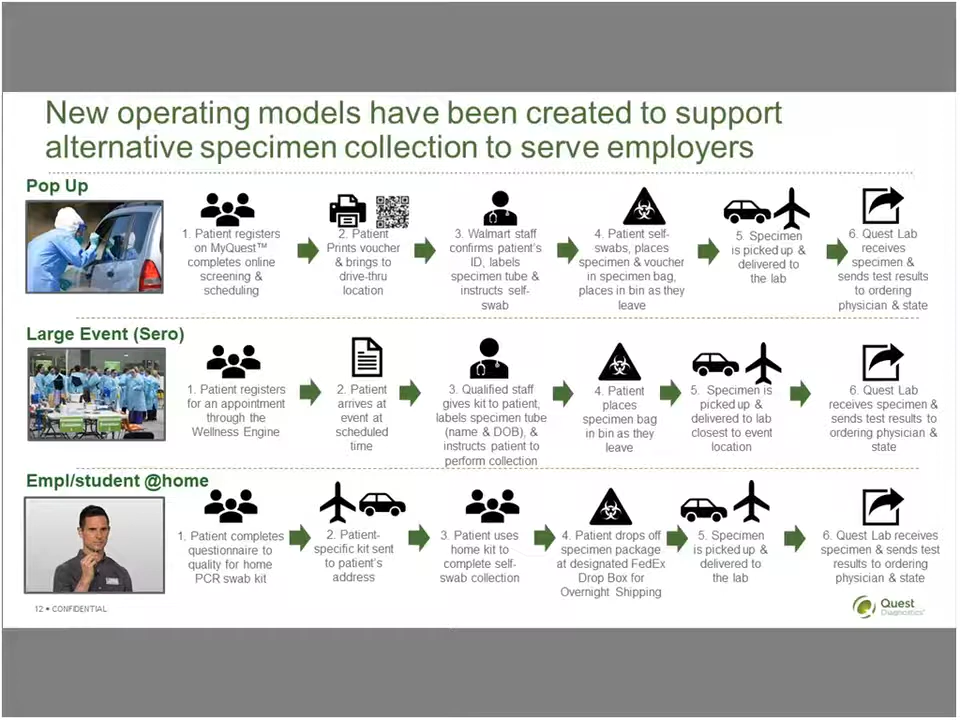 New operating models have been created to support
alternative specimen collection to serve employers
Pop Up
1. Patient registers
on MyQuest™
completes online
screening &
scheduling
2. Patient
Prints voucher
& brings to
drive-thru
location
3. Walmart staff
confirms patient's
ID, labels
specimen tube &
instructs self-
swab
4. Patient self-
swabs, places
specimen & voucher
in specimen bag,
places in bin as they
leave
5. Specimen
is picked up &
delivered to
the lab
6. Quest Lab
receives
specimen &
sends test results
to ordering
physician & state
Large Event (Sero)
1. Patient registers
for an appointment
through the
Wellness Engine
2. Patient
arrives at
event at
scheduled
time
3. Qualified staff
gives kit to patient,
labels specimen tube
(name & DOB), &
instructs patient to
perform collection
4. Patient
places
specimen bag
in bin as they
leave
5. Specimen is
picked up &
delivered to lab
closest to event
location
6. Quest Lab
receives specimen &
sends test results to
ordering physician &
state
Empl/student @home
1. Patient completes
questionnaire to
quality for home
PCR swab kit
2. Patient-
specific kit sent
to patient's
address
3. Patient uses
home kit to
complete self-
swab collection
4. Patient drops off
specimen package
at designated FedEx
Drop Box for
Overnight Shipping
5. Specimen
is picked up &
delivered to
the lab
6. Quest Lab receives
specimen & sends test
results to ordering
physician & state
12 • CONFIDENTIAL
Quest
Diagnostics